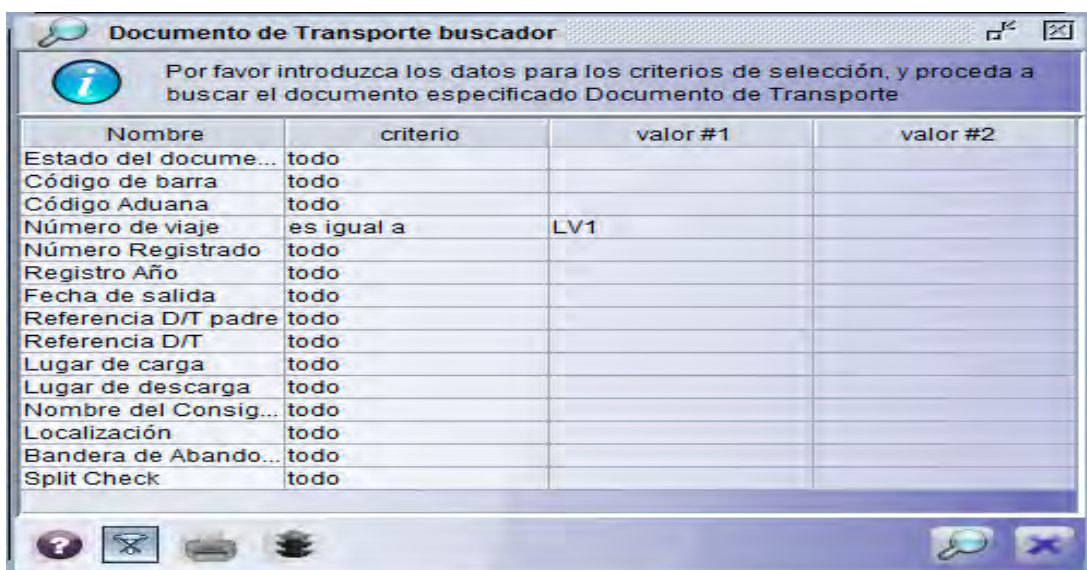 Documento de Transporte buscador
Por favor introduzca los datos para los criterios de selección, y proceda a
buscar el documento especificado Documento de Transporte
Nombre criterio valor #1 valor #2
Estado del docume... todo
Código de barra todo
Código Aduana todo
Número de viaje es igual a LV1
Número Registrado todo
Registro Año todo
Fecha de salida todo
Referencia D/T padre todo
Referencia D/T todo
Lugar de carga todo
Lugar de descarga todo
Nombre del Consig... todo
Localización todo
Bandera de Abando... todo
Split Check todo